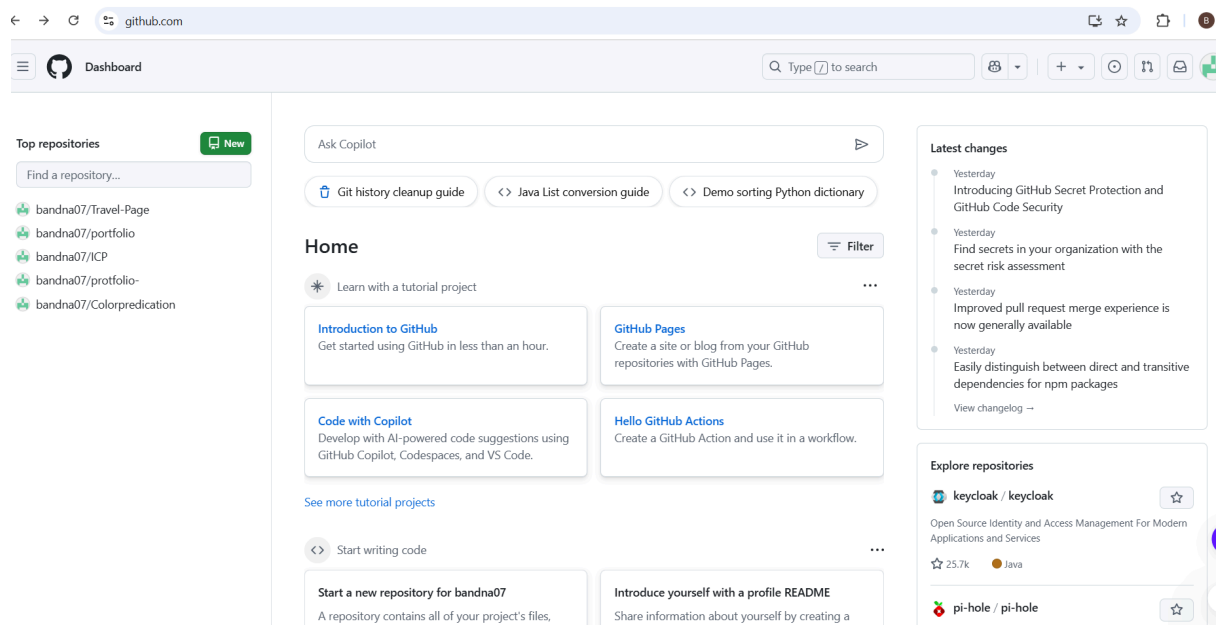 github.com
B
Dashboard
Type / to search
Top repositories
New
Find a repository...
bandna07/Travel-Page
bandna07/portfolio
bandna07/ICP
bandna07/protfolio-
bandna07/Colorpredication
Ask Copilot
Git history cleanup guide
Java List conversion guide
Demo sorting Python dictionary
Home
Filter
Learn with a tutorial project
Introduction to GitHub
Get started using GitHub in less than an hour.
GitHub Pages
Create a site or blog from your GitHub
repositories with GitHub Pages.
Code with Copilot
Develop with AI-powered code suggestions using
GitHub Copilot, Codespaces, and VS Code.
Hello GitHub Actions
Create a GitHub Action and use it in a workflow.
See more tutorial projects
Start writing code
Start a new repository for bandna07
A repository contains all of your project's files,
Introduce yourself with a profile README
Share information about yourself by creating a
Latest changes
Yesterday
Introducing GitHub Secret Protection and
GitHub Code Security
Yesterday
Find secrets in your organization with the
secret risk assessment
Yesterday
Improved pull request merge experience is
now generally available
Yesterday
Easily distinguish between direct and transitive
dependencies for npm packages
View changelog →
Explore repositories
keycloak / keycloak
Open Source Identity and Access Management For Modern
Applications and Services
25.7k
Java
pi-hole / pi-hole